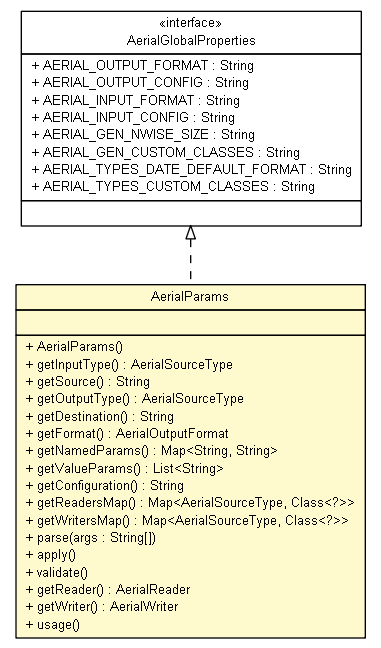 «interface»
AerialGlobalProperties
+ AERIAL_OUTPUT_FORMAT : String
+ AERIAL_OUTPUT_CONFIG : String
+ AERIAL_INPUT_FORMAT : String
+ AERIAL_INPUT_CONFIG : String
+ AERIAL_GEN_NWISE_SIZE : String
+ AERIAL_GEN_CUSTOM_CLASSES : String
+ AERIAL_TYPES_DATE_DEFAULT_FORMAT : String
+ AERIAL_TYPES_CUSTOM_CLASSES : String
AerialParams
+ AerialParams()
+ getInputType() : AerialSourceType
+ getSource() : String
+ getOutputType() : AerialSourceType
+ getDestination() : String
+ getFormat() : AerialOutputFormat
+ getNamedParams() : Map<String, String>
+ getValueParams() : List<String>
+ getConfiguration() : String
+ getReadersMap() : Map<AerialSourceType, Class<?>>
+ getWritersMap() : Map<AerialSourceType, Class<?>>
+ parse(args : String[])
+ apply()
+ validate()
+ getReader() : AerialReader
+ getWriter() : AerialWriter
+ usage()